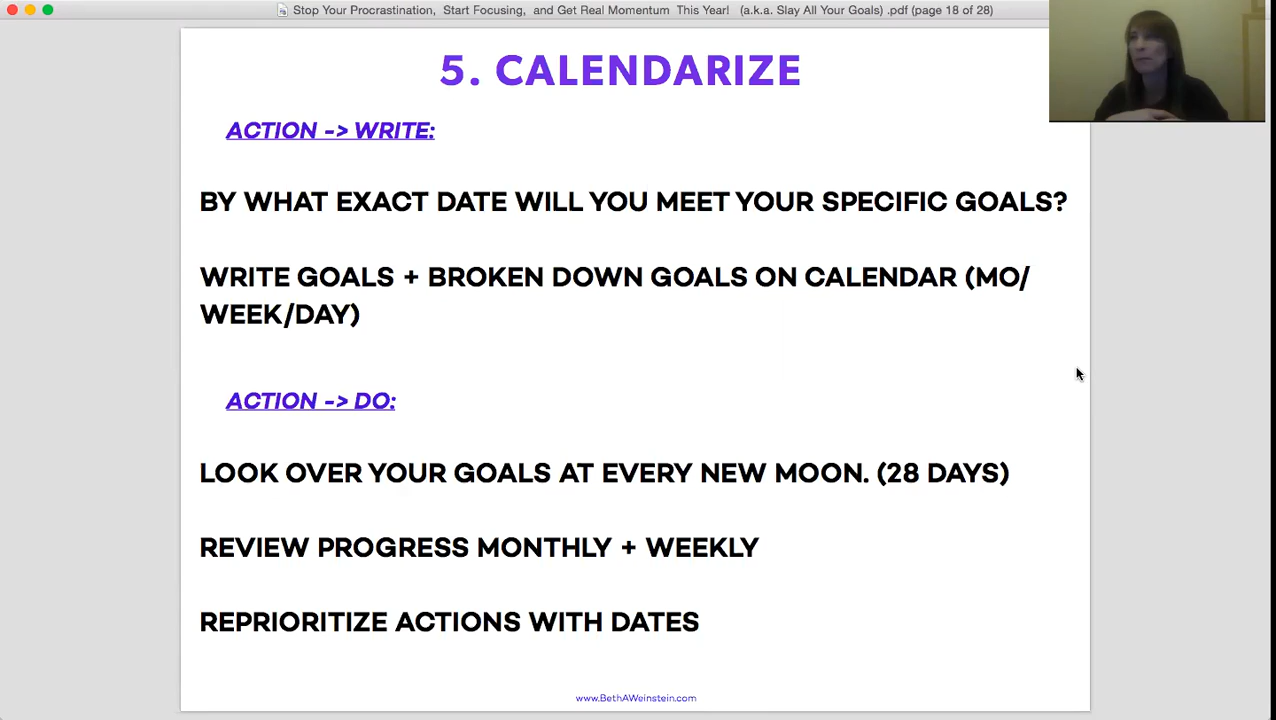 Stop Your Procrastination, Start Focusing, and Get Real Momentum This Year! (a.k.a. Slay All Your Goals) .pdf (page 18 of 28)
5. CALENDARIZE
ACTION -> WRITE:
BY WHAT EXACT DATE WILL YOU MEET YOUR SPECIFIC GOALS?
WRITE GOALS + BROKEN DOWN GOALS ON CALENDAR (MO/
WEEK/DAY)
ACTION -> DO:
LOOK OVER YOUR GOALS AT EVERY NEW MOON. (28 DAYS)
REVIEW PROGRESS MONTHLY + WEEKLY
REPRIORITIZE ACTIONS WITH DATES
www.BethAWeinstein.com